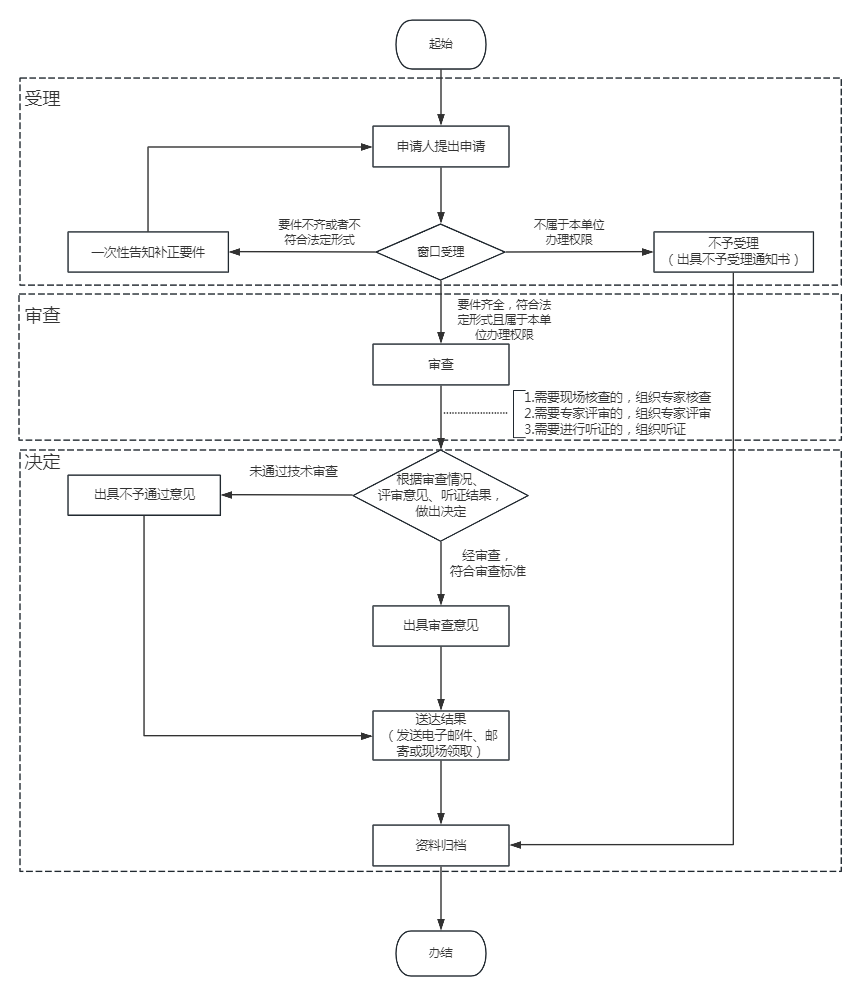 起始
受理
申请人提出申请
要件不齐或者不
符合法定形式
不属于本单位
办理权限
一次性告知补正要件
窗口受理
不予受理
（出具不予受理通知书）
要件齐全，符合法
定形式且属于本单
位办理权限
审查
审查
1.需要现场核查的，组织专家核查
2.需要专家评审的，组织专家评审
3.需要进行听证的，组织听证
决定
未通过技术审查
出具不予通过意见
根据审查情况、
评审意见、听证结果，
做出决定
经审查，
符合审查标准
出具审查意见
送达结果
（发送电子邮件、邮
寄或现场领取）
资料归档
办结